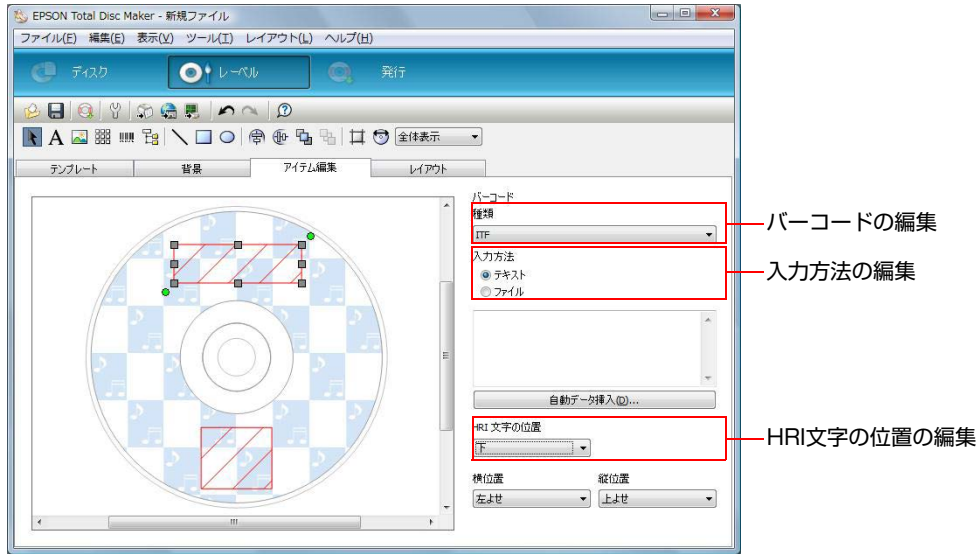 EPSON Total Disc Maker - 新規ファイル
ファイル(F) 編集(E) 表示(V) ツール(T) レイアウト(L) ヘルプ(H)
ディスク レーベル 発行
A 全体表示
テンプレート 背景 アイテム編集 レイアウト
バーコード
種類
ITF
バーコードの編集
入力方法
テキスト
ファイル
入力方法の編集
自動データ挿入(D)...
HRI 文字の位置
下
HRI文字の位置の編集
横位置 縦位置
左よせ 上よせ